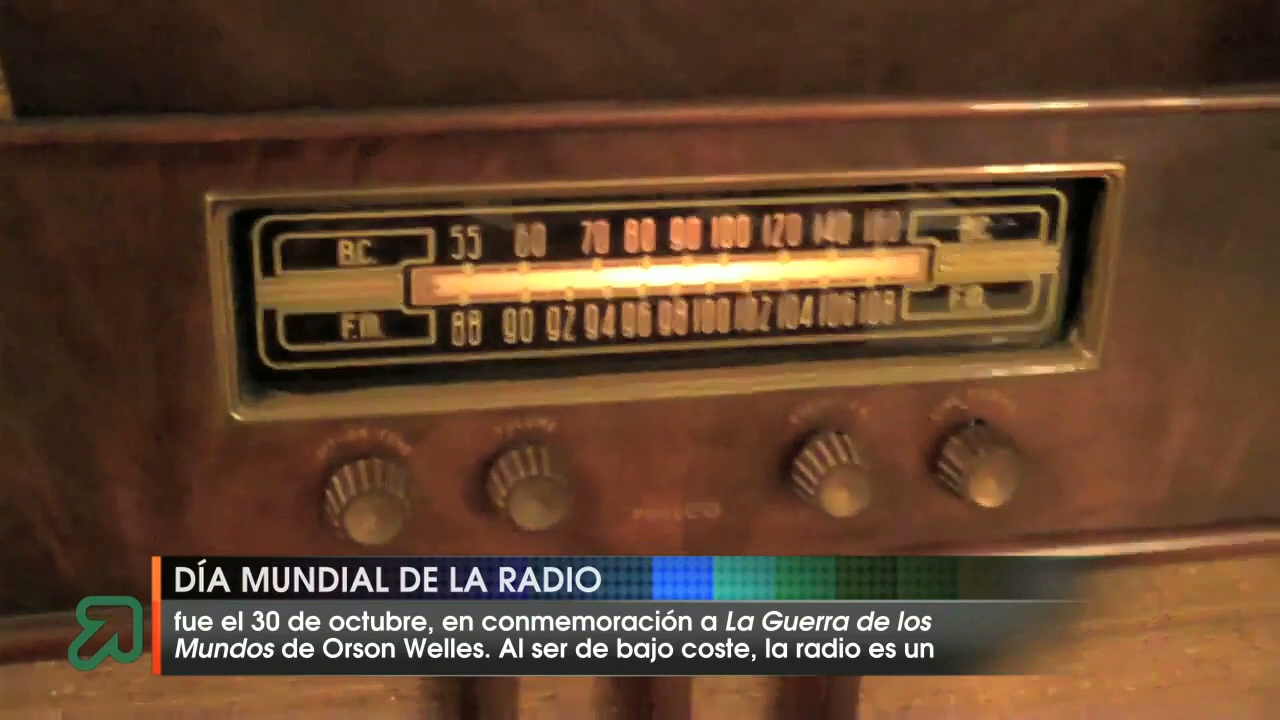 B.C. 55 60 70 80 90 100 120 140 160 B.C.
F.M. 88 90 92 94 96 98 100 102 104 106 108 F.M.
DÍA MUNDIAL DE LA RADIO
fue el 30 de octubre, en conmemoración a La Guerra de los
Mundos de Orson Welles. Al ser de bajo coste, la radio es un